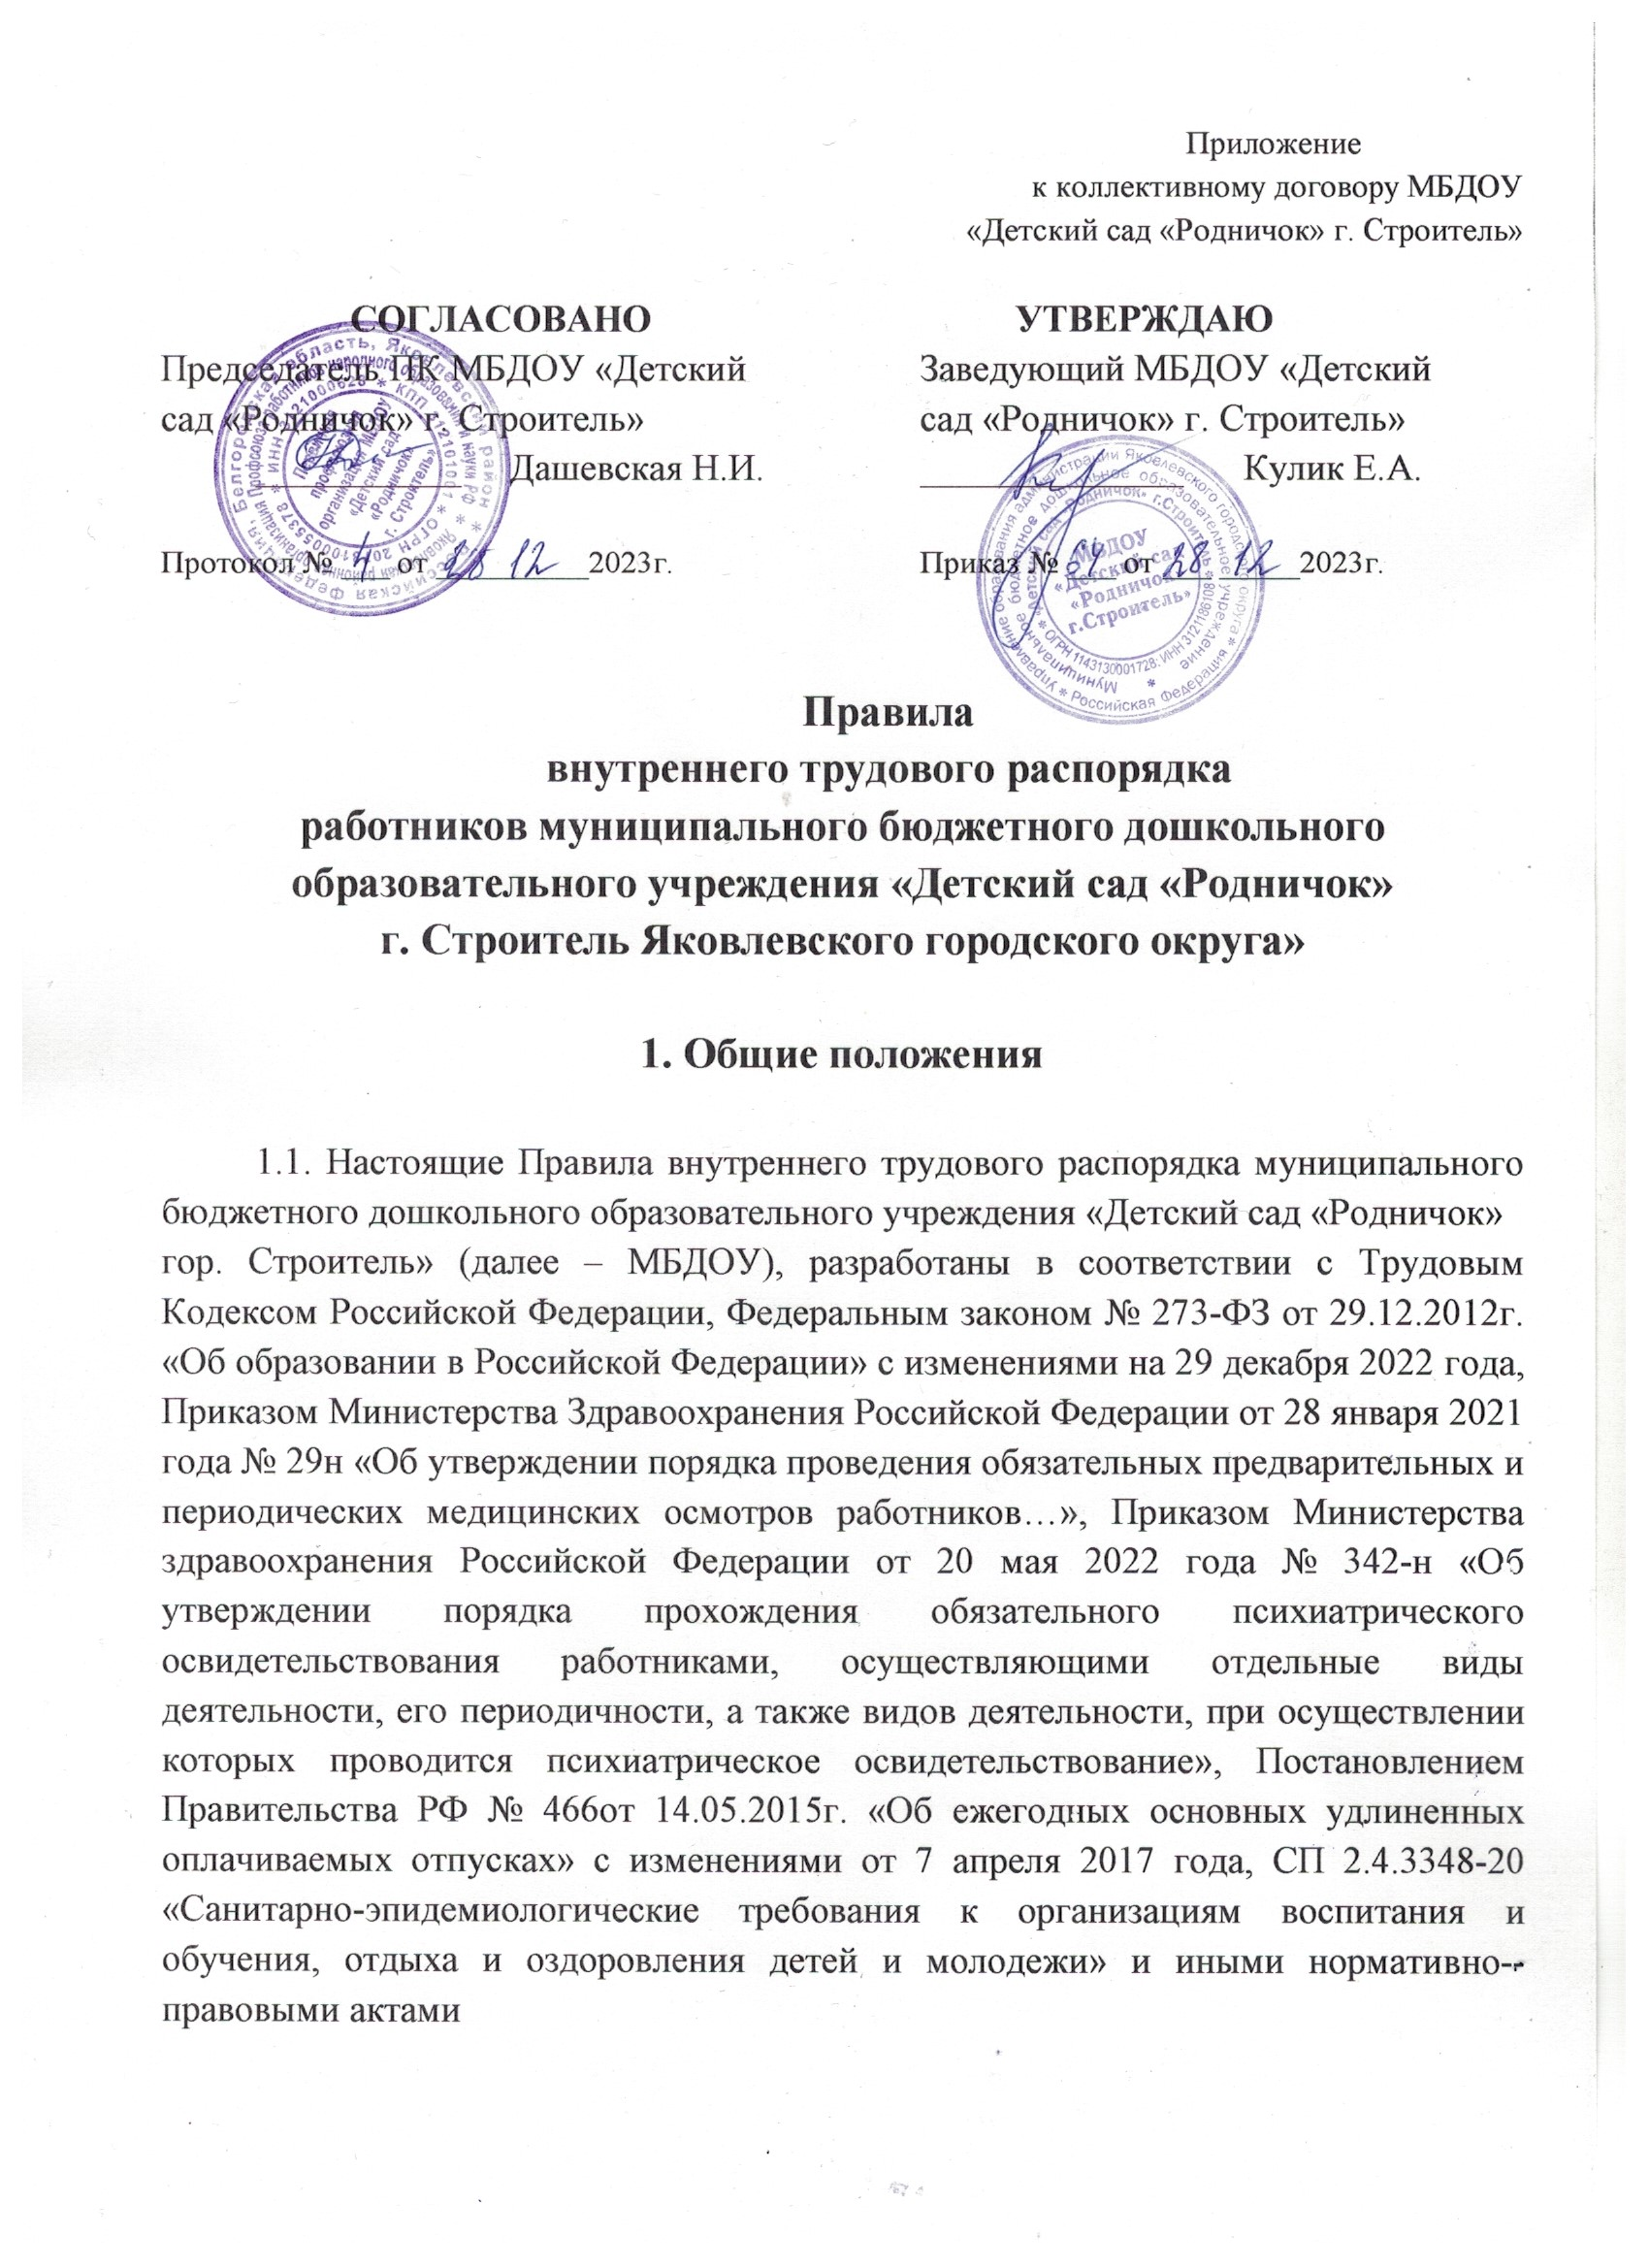 Приложение
к коллективному договору МБДОУ
«Детский сад «Родничок» г. Строитель»
СОГЛАСОВАНО
Председатель ПК МБДОУ «Детский
сад «Родничок» г. Строитель»
Дашевская Н.И.
Протокол № 4 от 28 12 2023г.
УТВЕРЖДАЮ
Заведующий МБДОУ «Детский
сад «Родничок» г. Строитель»
Кулик Е.А.
Приказ № от 28 12 2023г.
МБДОУ
«Детский сад
«Родничок»
г.Строитель»
ОГРН 1143130001728: ИНН 3121186108
Правила
внутреннего трудового распорядка
работников муниципального бюджетного дошкольного
образовательного учреждения «Детский сад «Родничок»
г. Строитель Яковлевского городского округа»
1. Общие положения
1.1. Настоящие Правила внутреннего трудового распорядка муниципального
бюджетного дошкольного образовательного учреждения «Детский сад «Родничок»
гор. Строитель» (далее – МБДОУ), разработаны в соответствии с Трудовым
Кодексом Российской Федерации, Федеральным законом № 273-ФЗ от 29.12.2012г.
«Об образовании в Российской Федерации» с изменениями на 29 декабря 2022 года,
Приказом Министерства Здравоохранения Российской Федерации от 28 января 2021
года № 29н «Об утверждении порядка проведения обязательных предварительных и
периодических медицинских осмотров работников…», Приказом Министерства
здравоохранения Российской Федерации от 20 мая 2022 года № 342-н «Об
утверждении порядка прохождения обязательного психиатрического
освидетельствования работниками, осуществляющими отдельные виды
деятельности, его периодичности, а также видов деятельности, при осуществлении
которых проводится психиатрическое освидетельствование», Постановлением
Правительства РФ № 466от 14.05.2015г. «Об ежегодных основных удлиненных
оплачиваемых отпусках» с изменениями от 7 апреля 2017 года, СП 2.4.3348-20
«Санитарно-эпидемиологические требования к организациям воспитания и
обучения, отдыха и оздоровления детей и молодежи» и иными нормативно-
правовыми актами